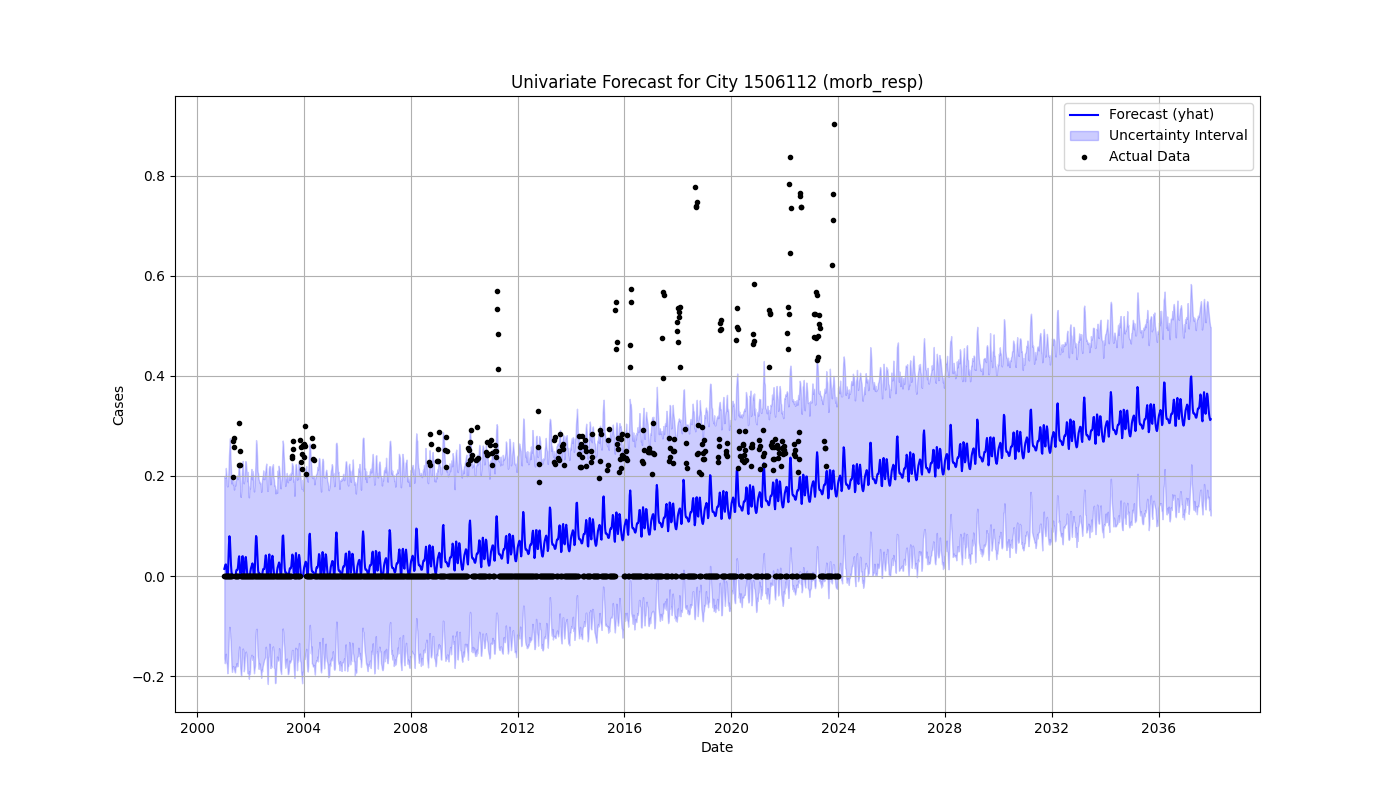 Univariate Forecast for City 1506112 (morb_resp)
Forecast (yhat)
Uncertainty Interval
Actual Data
Cases
0.8
0.6
0.4
0.2
0.0
−0.2
2000 2004 2008 2012 2016 2020 2024 2028 2032 2036
Date